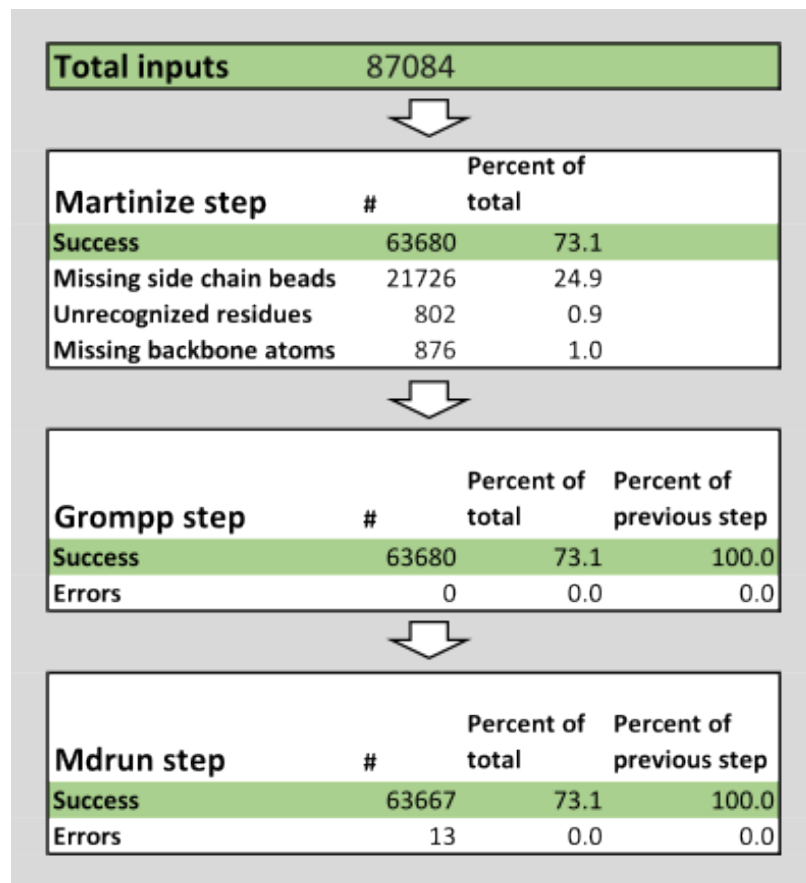 Total inputs 87084
Percent of
Martinize step # total
Success 63680 73.1
Missing side chain beads 21726 24.9
Unrecognized residues 802 0.9
Missing backbone atoms 876 1.0
Percent of Percent of
Grompp step # total previous step
Success 63680 73.1 100.0
Errors 0 0.0 0.0
Percent of Percent of
Mdrun step # total previous step
Success 63667 73.1 100.0
Errors 13 0.0 0.0